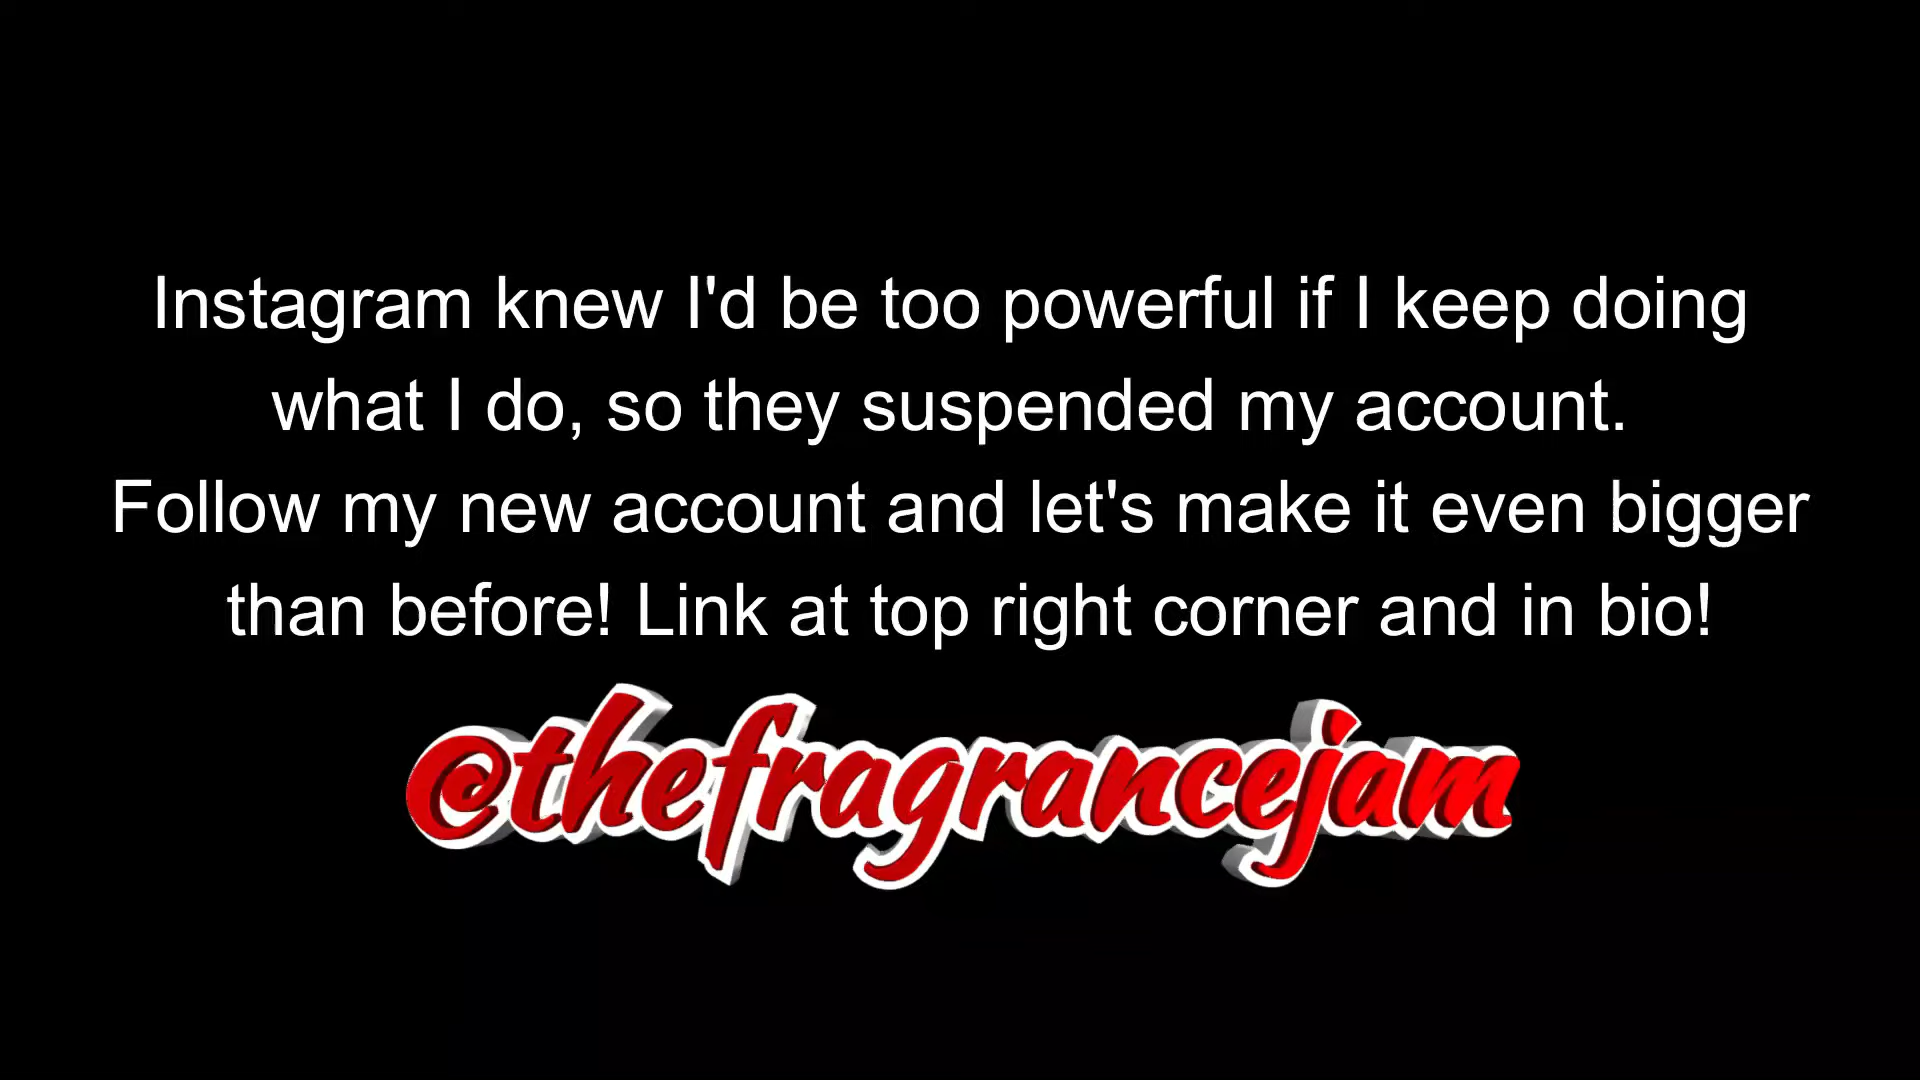 Instagram knew I'd be too powerful if I keep doing
what I do, so they suspended my account.
Follow my new account and let's make it even bigger
than before! Link at top right corner and in bio!
@thefragrancejam